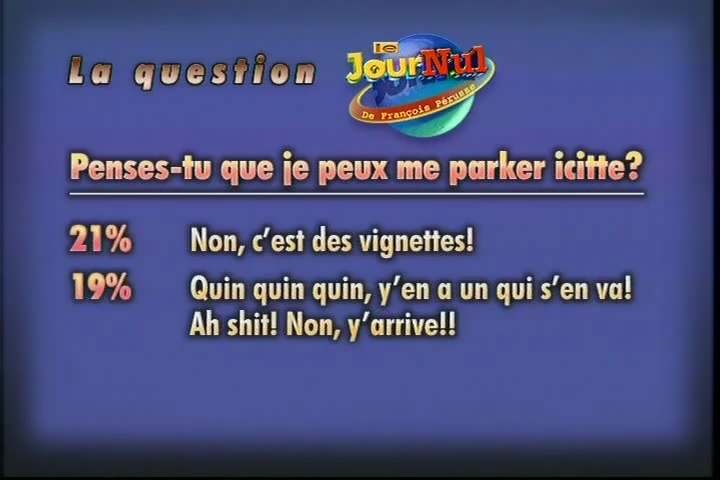 La question
le
JourNul
De François Pérusse
Penses-tu que je peux me parker icitte?
21% Non, c'est des vignettes!
19% Quin quin quin, y'en a un qui s'en va!
Ah shit! Non, y'arrive!!